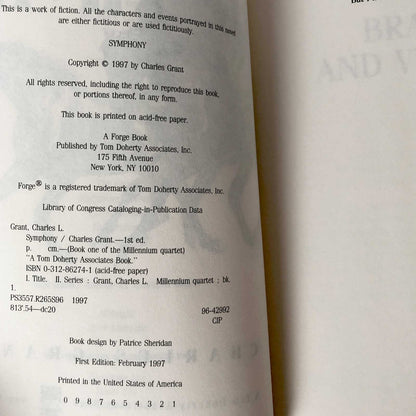 This is a work of fiction. All the characters and events portrayed in this novel
are either fictitious or are used fictitiously.
SYMPHONY
Copyright © 1997 by Charles Grant
All rights reserved, including the right to reproduce this book,
or portions thereof, in any form.
This book is printed on acid-free paper.
A Forge Book
Published by Tom Doherty Associates, Inc.
175 Fifth Avenue
New York, NY 10010
Forge® is a registered trademark of Tom Doherty Associates, Inc.
Library of Congress Cataloging-in-Publication Data
Grant, Charles L.
Symphony / Charles Grant.—1st ed.
p. cm.—(Book one of the Millennium quartet)
"A Tom Doherty Associates Book."
ISBN 0-312-86274-1 (acid-free paper)
I. Title. II. Series : Grant, Charles L. Millennium quartet ; bk.
1.
PS3557.R265S96 1997
813'.54—dc20 96-42992
CIP
Book design by Patrice Sheridan
First Edition: February 1997
Printed in the United States of America
0 9 8 7 6 5 4 3 2 1